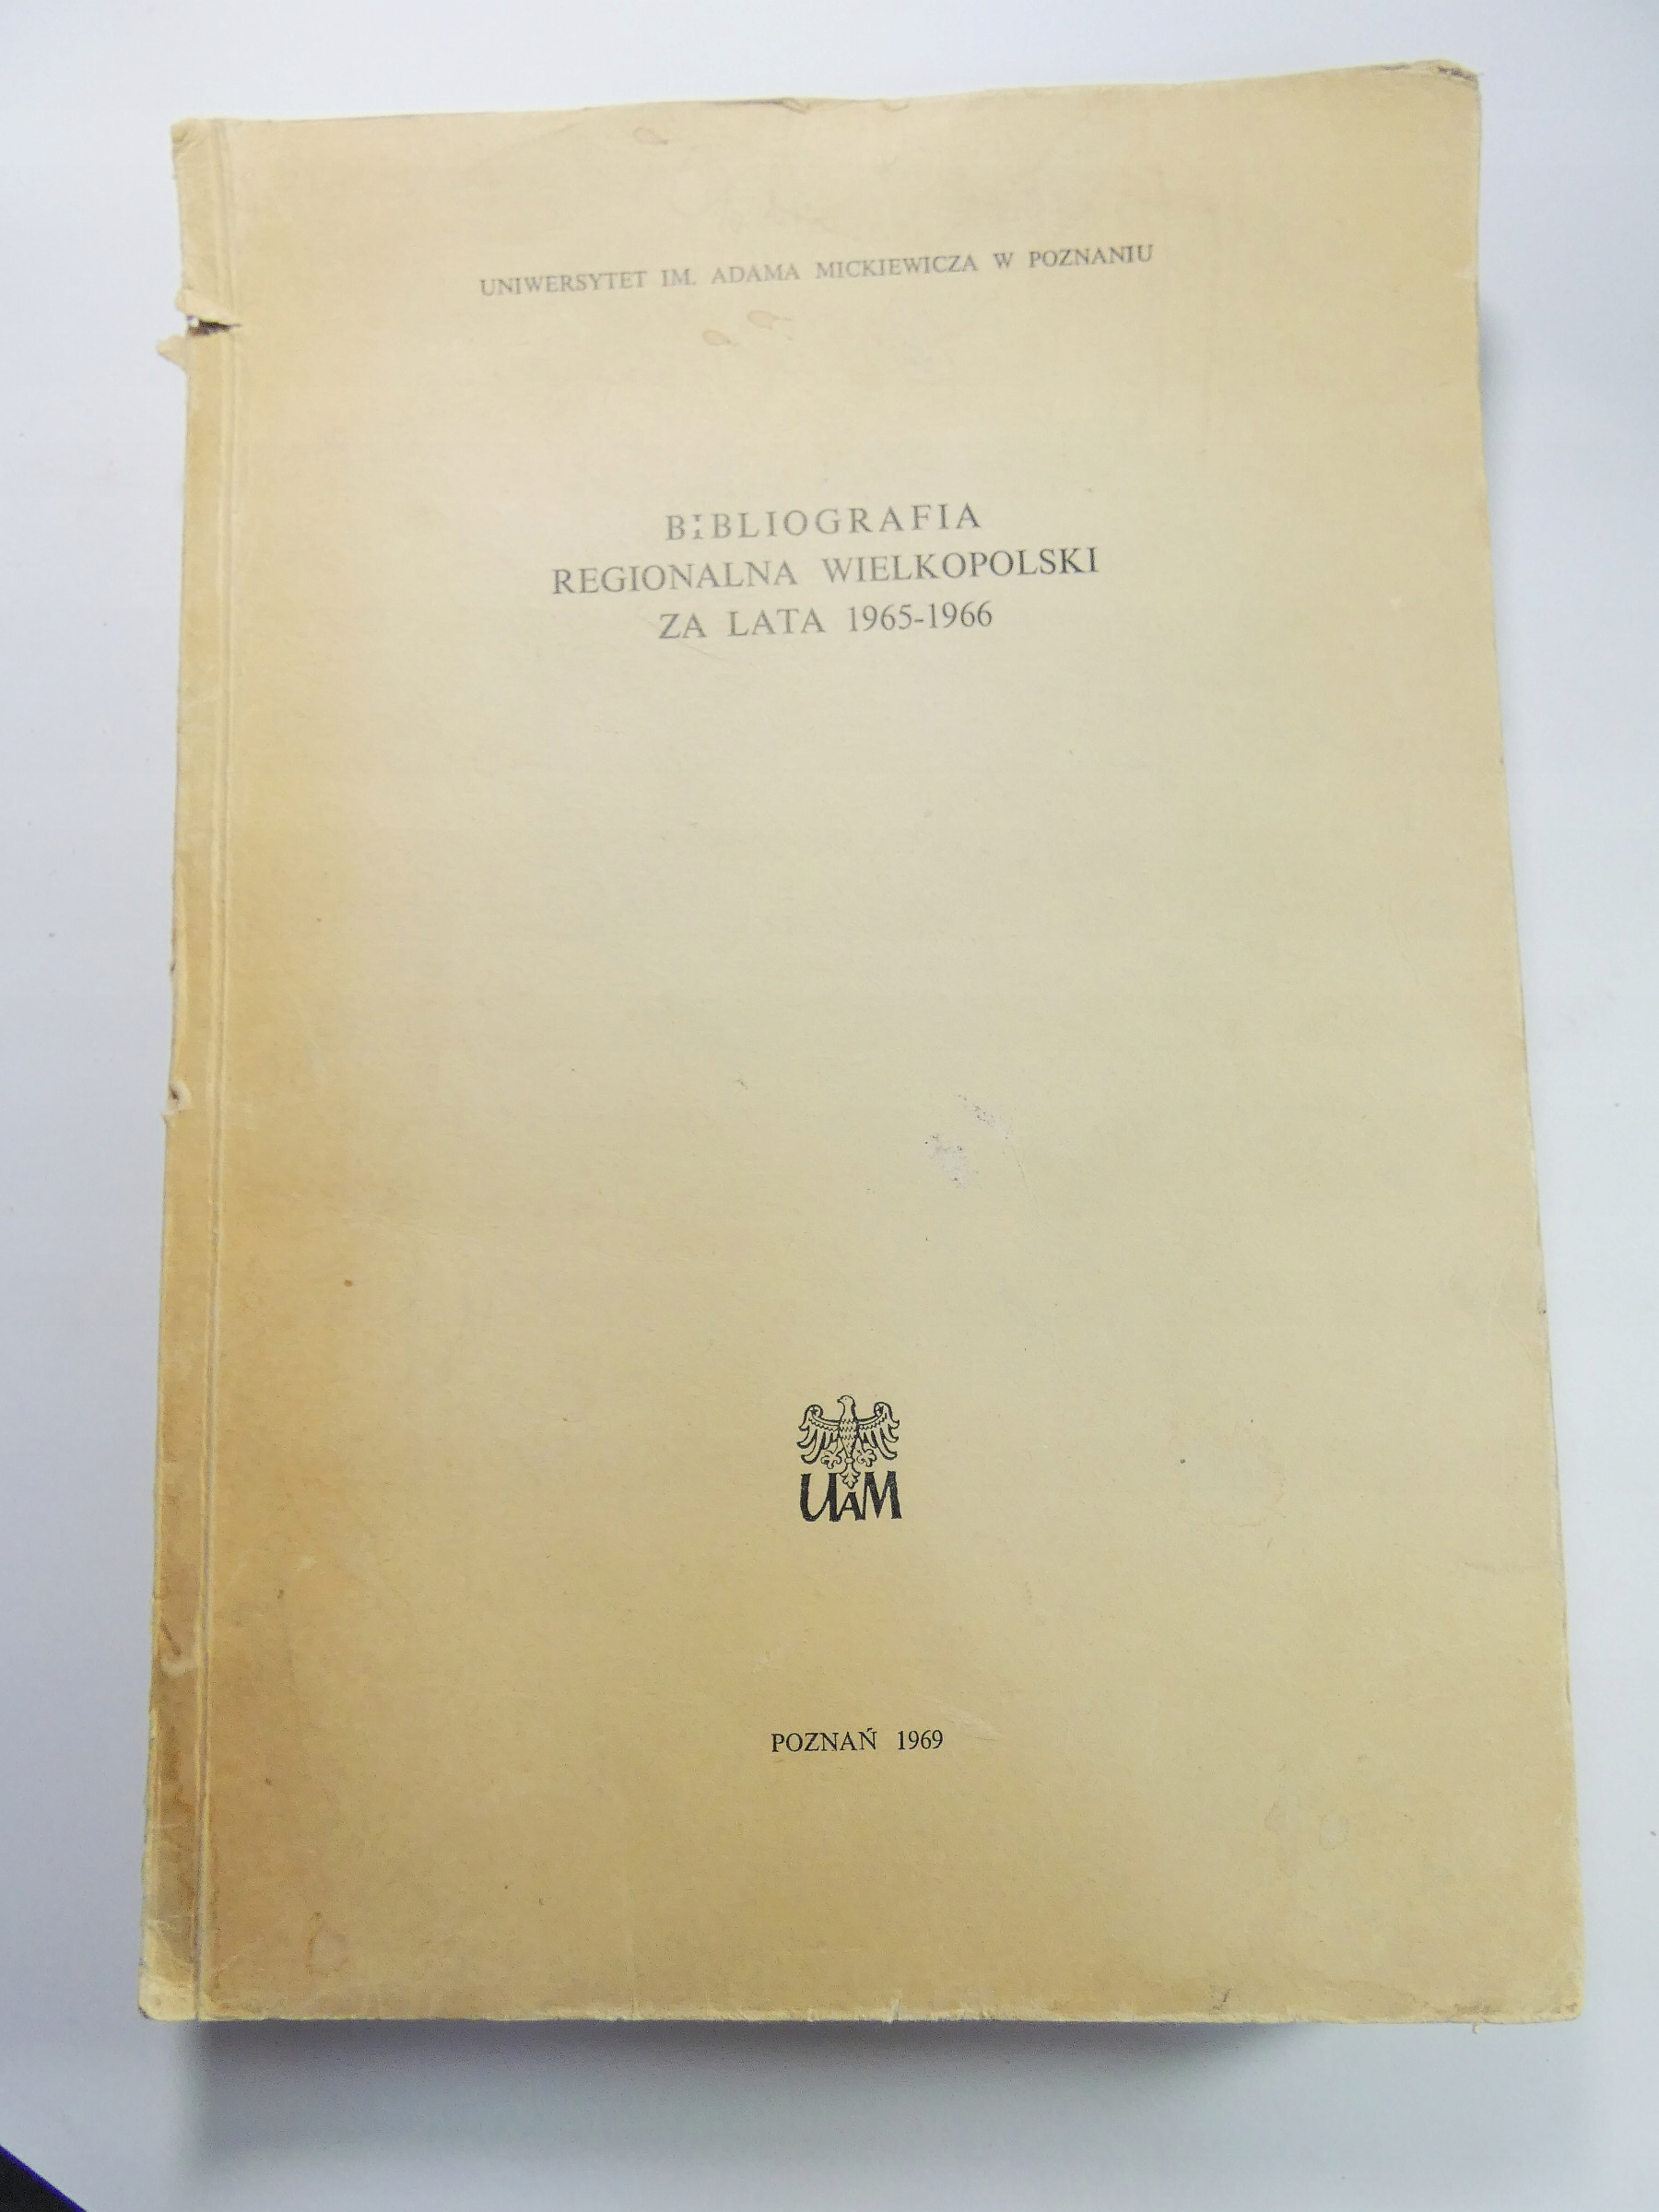 UNIWERSYTET IM. ADAMA MICKIEWICZA W POZNANIU
BIBLIOGRAFIA
REGIONALNA WIELKOPOLSKI
ZA LATA 1965-1966
UAM
POZNAŃ 1969